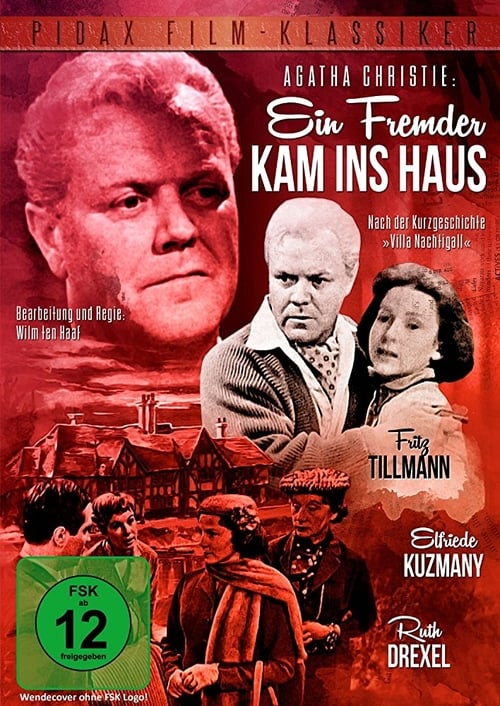 PIDAX FILM-KLASSIKER
AGATHA CHRISTIE:
Ein Fremder
KAM INS HAUS
Nach der Kurzgeschichte
»Villa Nachtigall«
Bearbeitung und Regie:
Wilm ten Haaf
Fritz
TILLMANN
Elfriede
KUZMANY
Ruth
DREXEL
FSK
ab
12
freigegeben
Wendecover ohne FSK Logo!